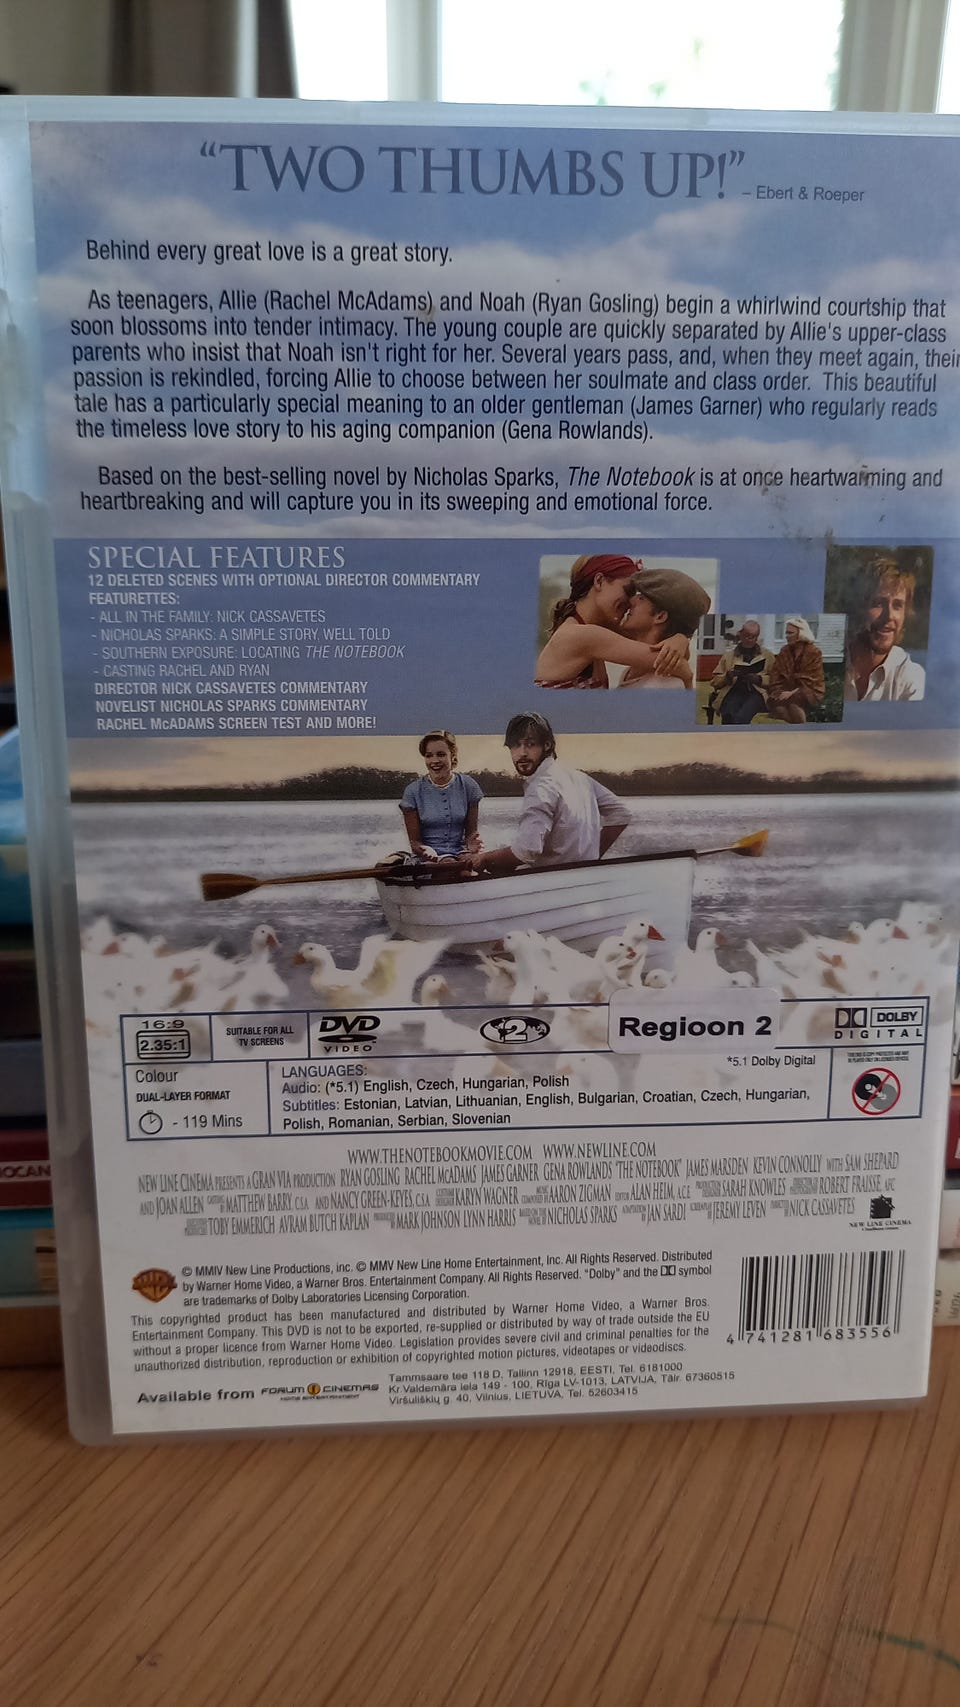 “TWO THUMBS UP!” – Ebert & Roeper
Behind every great love is a great story.
As teenagers, Allie (Rachel McAdams) and Noah (Ryan Gosling) begin a whirlwind courtship that
soon blossoms into tender intimacy. The young couple are quickly separated by Allie's upper-class
parents who insist that Noah isn't right for her. Several years pass, and, when they meet again, their
passion is rekindled, forcing Allie to choose between her soulmate and class order. This beautiful
tale has a particularly special meaning to an older gentleman (James Garner) who regularly reads
the timeless love story to his aging companion (Gena Rowlands).
Based on the best-selling novel by Nicholas Sparks, The Notebook is at once heartwarming and
heartbreaking and will capture you in its sweeping and emotional force.
SPECIAL FEATURES
12 DELETED SCENES WITH OPTIONAL DIRECTOR COMMENTARY
FEATURETTES:
- ALL IN THE FAMILY: NICK CASSAVETES
- NICHOLAS SPARKS: A SIMPLE STORY, WELL TOLD
- SOUTHERN EXPOSURE: LOCATING THE NOTEBOOK
- CASTING RACHEL AND RYAN
DIRECTOR NICK CASSAVETES COMMENTARY
NOVELIST NICHOLAS SPARKS COMMENTARY
RACHEL McADAMS SCREEN TEST AND MORE!
16:9
2.35:1
SUITABLE FOR ALL
TV SCREENS
DVD
VIDEO
2
Regioon 2
DOLBY
DIGITAL
Colour
DUAL-LAYER FORMAT
- 119 Mins
LANGUAGES:
*5.1 Dolby Digital
Audio: (*5.1) English, Czech, Hungarian, Polish
Subtitles: Estonian, Latvian, Lithuanian, English, Bulgarian, Croatian, Czech, Hungarian,
Polish, Romanian, Serbian, Slovenian
WWW.THENOTEBOOKMOVIE.COM WWW.NEWLINE.COM
NEW LINE CINEMA PRESENTS A GRAN VIA PRODUCTION RYAN GOSLING RACHEL McADAMS JAMES GARNER GENA ROWLANDS "THE NOTEBOOK" JAMES MARSDEN KEVIN CONNOLLY WITH SAM SHEPARD
AND JOAN ALLEN MATTHEW BARRY, CSA AND NANCY GREEN-KEYES, CSA KARYN WAGNER AARON ZIGMAN EDITOR ALAN HEIM, A.C.E. SARAH KNOWLES ROBERT FRAISSE, AFC
TOBY EMMERICH AVRAM BUTCH KAPLAN MARK JOHNSON LYNN HARRIS NICHOLAS SPARKS JAN SARDI JEREMY LEVEN NICK CASSAVETES
NEW LINE CINEMA
© MMIV New Line Productions, inc. © MMV New Line Home Entertainment, Inc. All Rights Reserved. Distributed
by Warner Home Video, a Warner Bros. Entertainment Company. All Rights Reserved. "Dolby" and the symbol
are trademarks of Dolby Laboratories Licensing Corporation.
This copyrighted product has been manufactured and distributed by Warner Home Video, a Warner Bros.
Entertainment Company. This DVD is not to be exported, re-supplied or distributed by way of trade outside the EU
without a proper licence from Warner Home Video. Legislation provides severe civil and criminal penalties for the
unauthorized distribution, reproduction or exhibition of copyrighted motion pictures, videotapes or videodiscs.
4 741281 683556
Available from FORUM CINEMAS
HOME ENTERTAINMENT
Tammsaare tee 118 D, Tallinn 12918, EESTI, Tel. 6181000
Kr.Valdemāra iela 149 - 100, Rīga LV-1013, LATVIJA, Tālr. 67360515
Viršuliškių g. 40, Vilnius, LIETUVA, Tel. 52603415